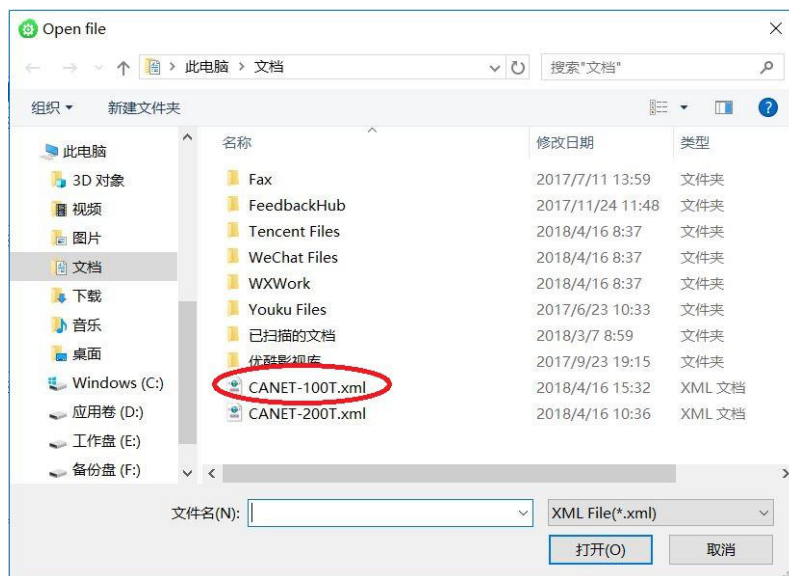 Open file
此电脑 > 文档
搜索"文档"
组织 新建文件夹
名称 修改日期 类型
此电脑
3D 对象
视频
图片
文档
下载
音乐
桌面
Windows (C:)
应用卷 (D:)
工作盘 (E:)
备份盘 (F:)
Fax 2017/7/11 13:59 文件夹
FeedbackHub 2017/11/24 11:48 文件夹
Tencent Files 2018/4/16 8:37 文件夹
WeChat Files 2018/4/16 8:37 文件夹
WXWork 2018/4/16 8:37 文件夹
Youku Files 2017/6/23 10:33 文件夹
已扫描的文档 2018/3/7 8:59 文件夹
优酷影视库 2017/9/23 19:15 文件夹
CANET-100T.xml 2018/4/16 15:32 XML 文档
CANET-200T.xml 2018/4/16 10:36 XML 文档
文件名(N): XML File(*.xml)
打开(O) 取消